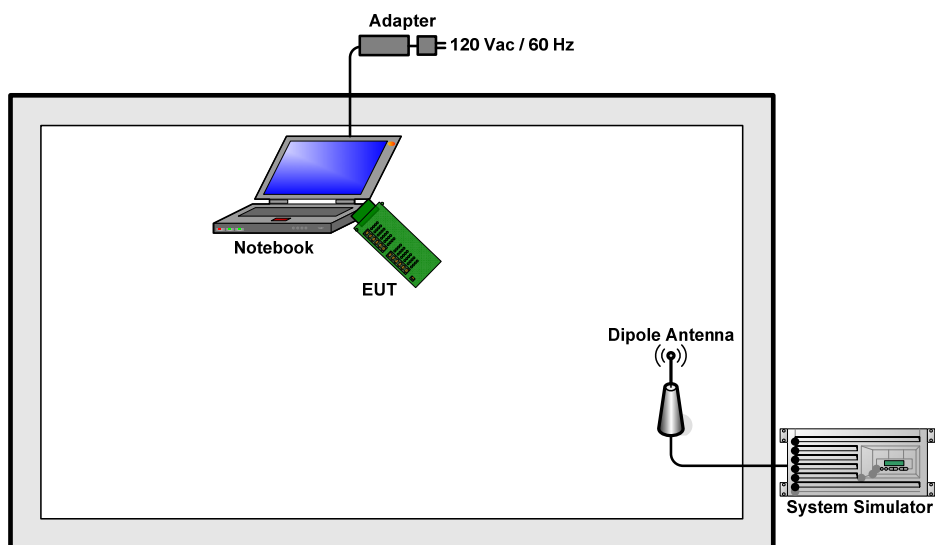 Adapter
120 Vac / 60 Hz
Notebook
EUT
Dipole Antenna
System Simulator